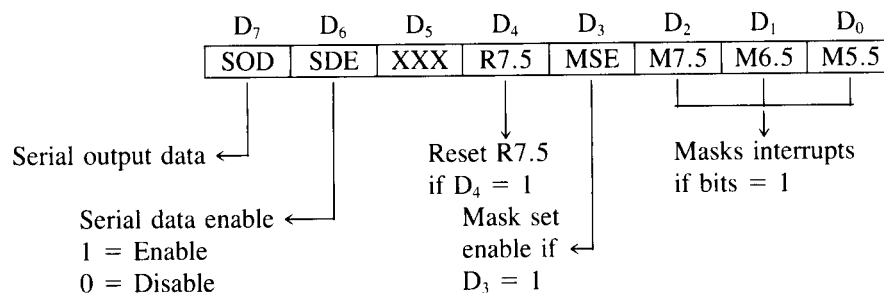 D₇ D₆ D₅ D₄ D₃ D₂ D₁ D₀
SOD SDE XXX R7.5 MSE M7.5 M6.5 M5.5
Serial output data
Reset R7.5
if D₄ = 1
Masks interrupts
if bits = 1
Serial data enable
1 = Enable
0 = Disable
Mask set
enable if
D₃ = 1